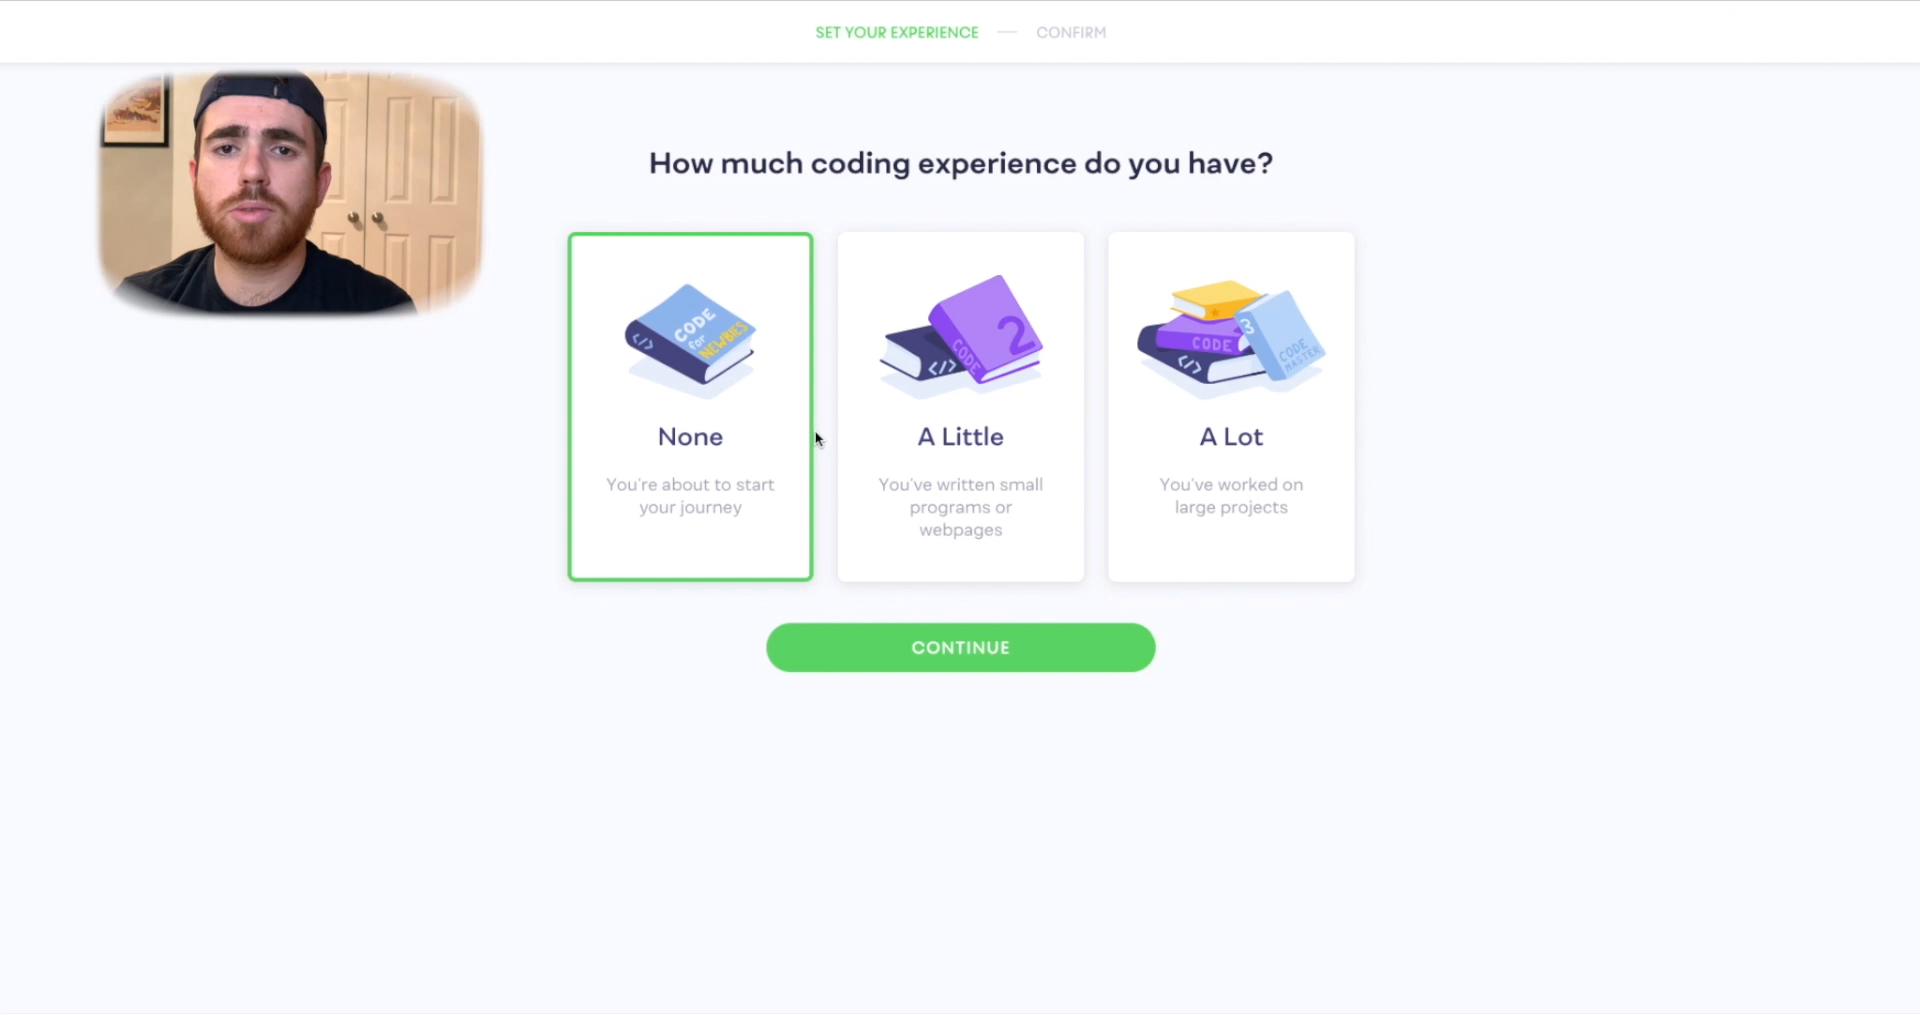 SET YOUR EXPERIENCE — CONFIRM
How much coding experience do you have?
CODE
for
NEWBIES
</>
None
You're about to start
your journey
2
CODE
</>
A Little
You've written small
programs or
webpages
3
CODE
CODE
MASTER
</>
A Lot
You've worked on
large projects
CONTINUE